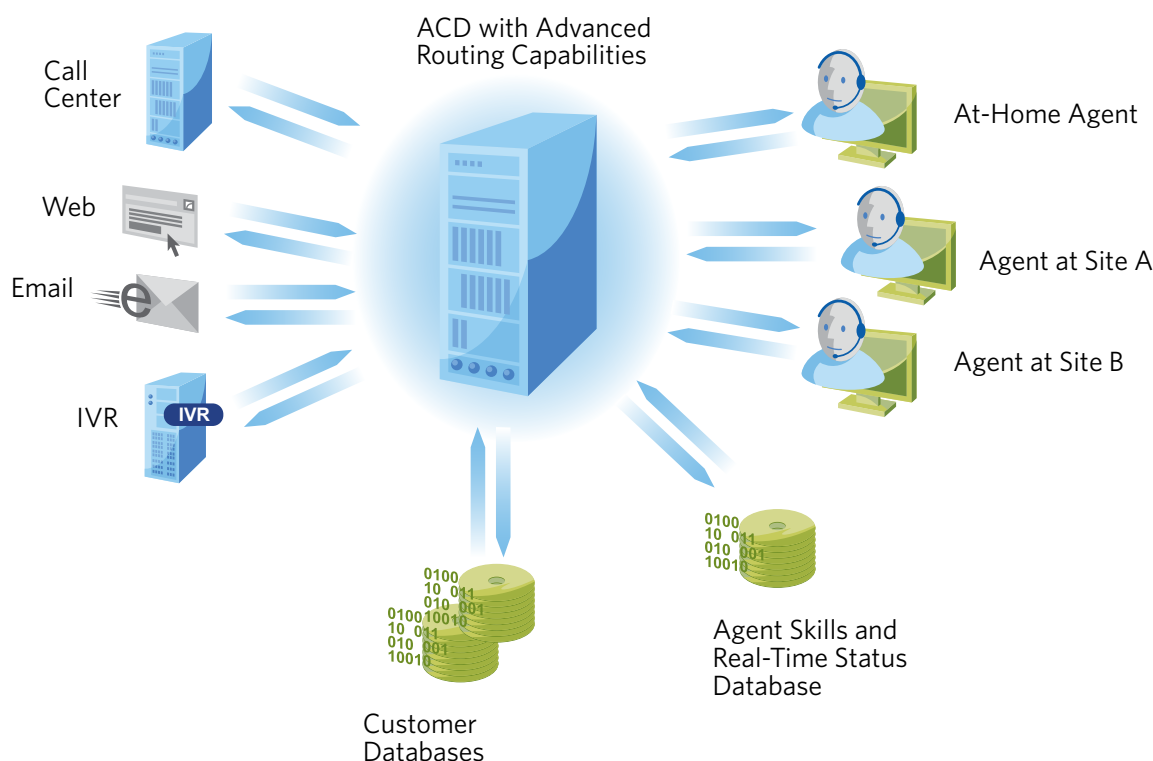 ACD with Advanced
Routing Capabilities
Call
Center
Web
Email
e
IVR
IVR
At-Home Agent
Agent at Site A
Agent at Site B
0100
10 011
010 001
10010
0100
10 011
010 001
10010
Customer
Databases
0100
10 011
010 001
10010
Agent Skills and
Real-Time Status
Database